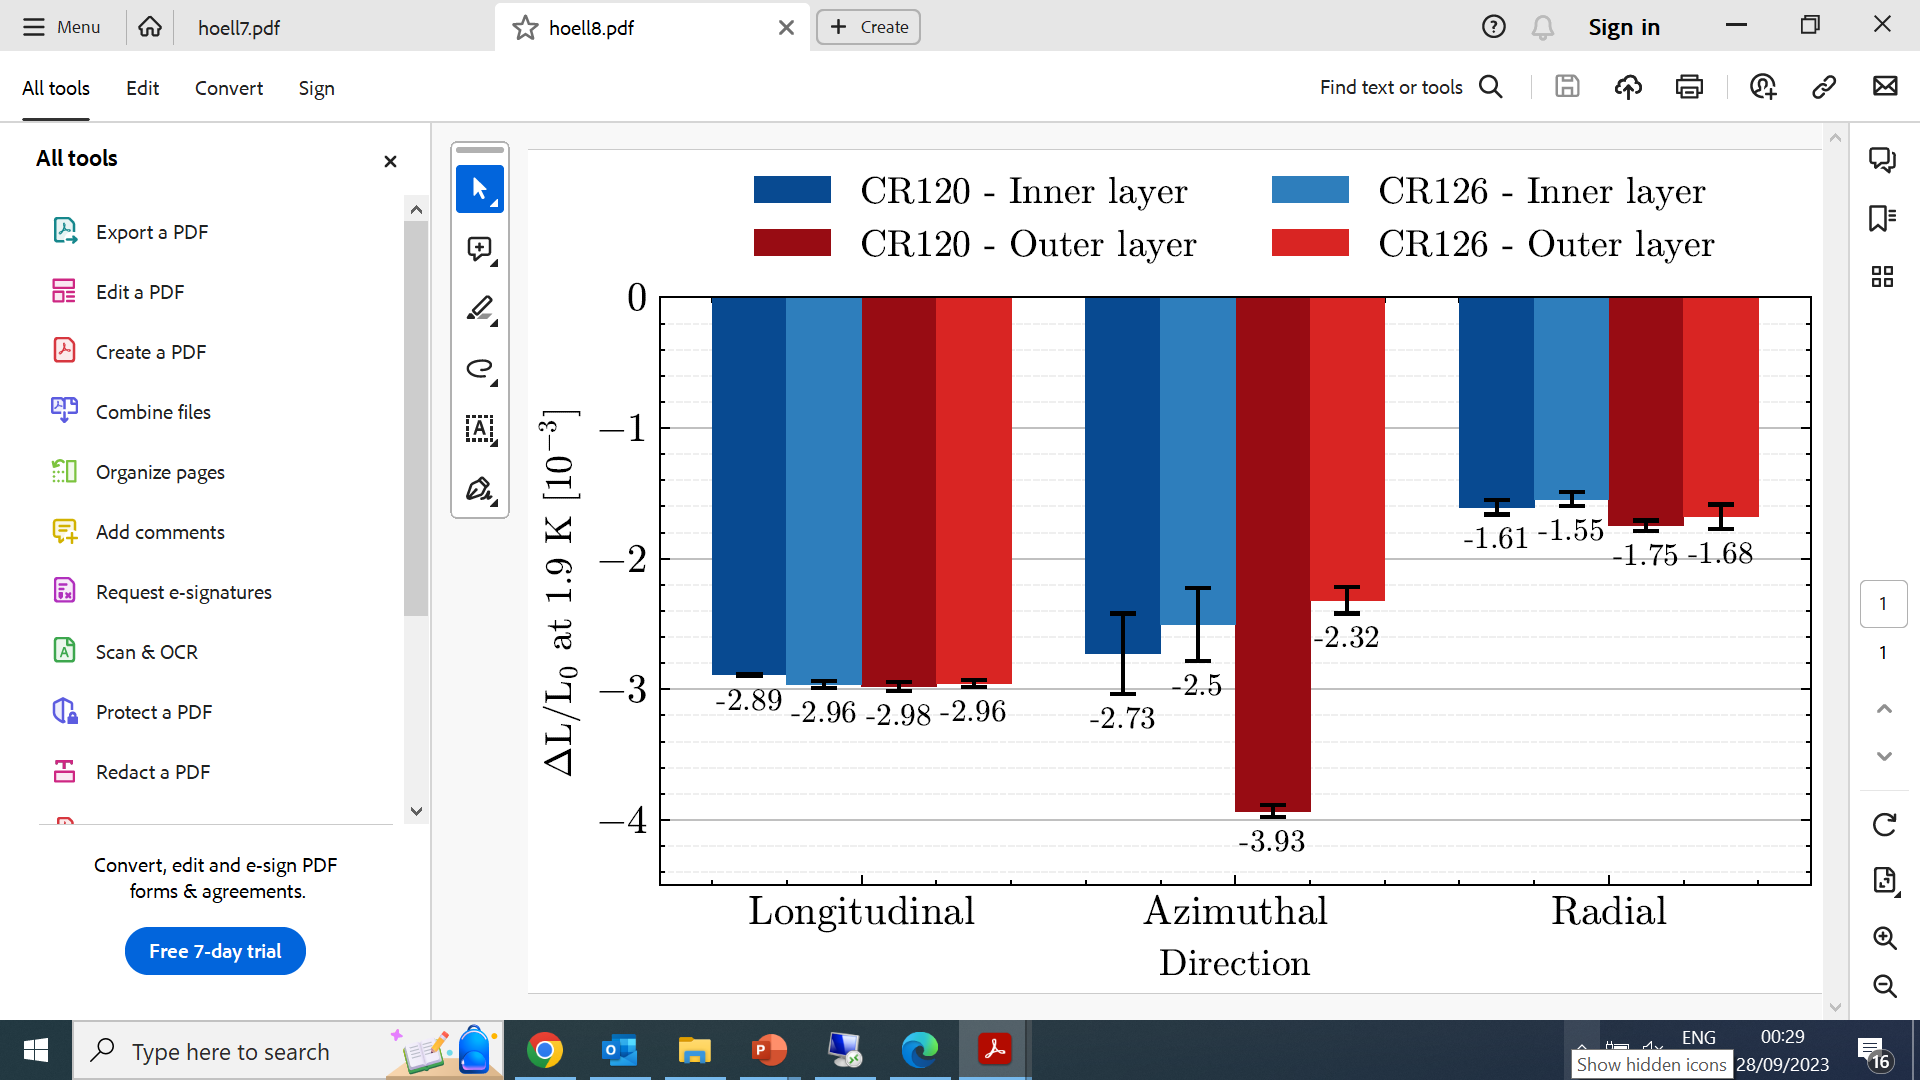 Menu
hoell7.pdf
hoell8.pdf
Create
Sign in
All tools
Edit
Convert
Sign
Find text or tools
All tools
Export a PDF
Edit a PDF
Create a PDF
Combine files
Organize pages
Add comments
Request e-signatures
Scan & OCR
Protect a PDF
Redact a PDF
Convert, edit and e-sign PDF
forms & agreements.
Free 7-day trial
CR120 - Inner layer
CR126 - Inner layer
CR120 - Outer layer
CR126 - Outer layer
ΔL/L₀ at 1.9 K [10⁻³]
0
−1
−2
−3
−4
-2.89
-2.96
-2.98
-2.96
-2.73
-2.5
-3.93
-2.32
-1.61
-1.55
-1.75
-1.68
Longitudinal
Azimuthal
Radial
Direction
1
1
Type here to search
ENG
00:29
Show hidden icons
28/09/2023
16